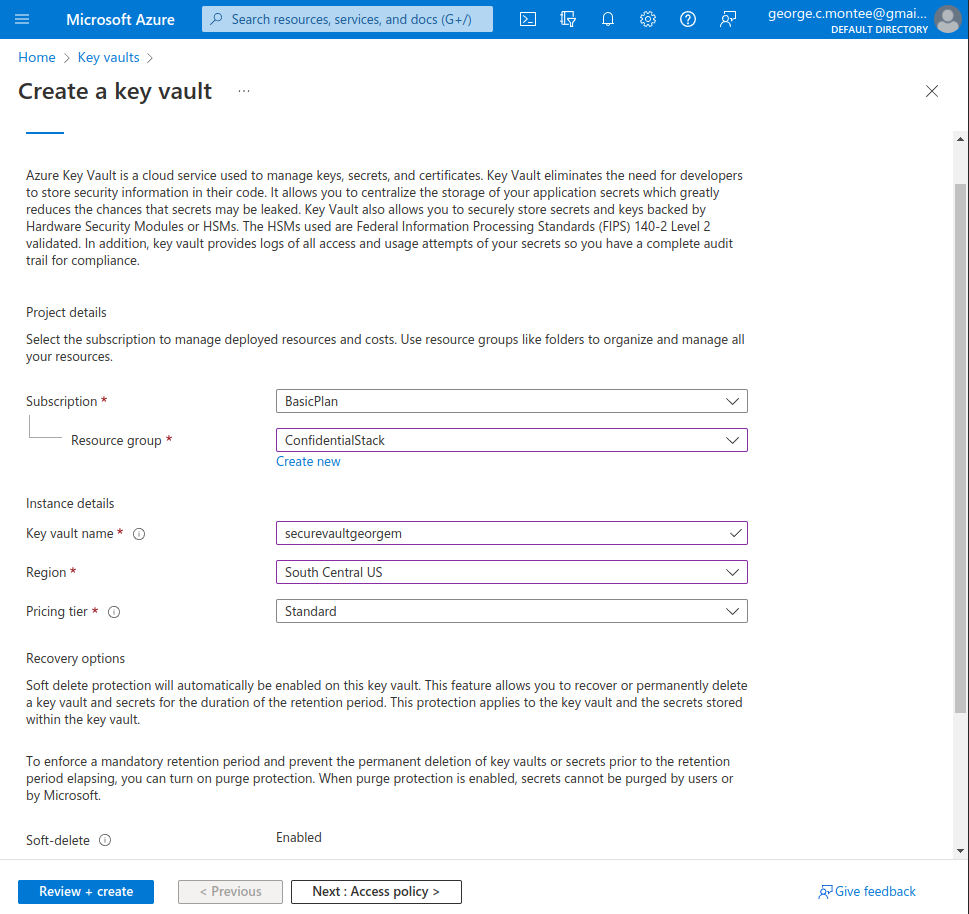 Microsoft Azure
Search resources, services, and docs (G+/)
george.c.montee@gmai...
DEFAULT DIRECTORY
Home > Key vaults >
Create a key vault ...
Azure Key Vault is a cloud service used to manage keys, secrets, and certificates. Key Vault eliminates the need for developers
to store security information in their code. It allows you to centralize the storage of your application secrets which greatly
reduces the chances that secrets may be leaked. Key Vault also allows you to securely store secrets and keys backed by
Hardware Security Modules or HSMs. The HSMs used are Federal Information Processing Standards (FIPS) 140-2 Level 2
validated. In addition, key vault provides logs of all access and usage attempts of your secrets so you have a complete audit
trail for compliance.
Project details
Select the subscription to manage deployed resources and costs. Use resource groups like folders to organize and manage all
your resources.
Subscription * BasicPlan
Resource group * ConfidentialStack
Create new
Instance details
Key vault name * securevaultgeorgem
Region * South Central US
Pricing tier * Standard
Recovery options
Soft delete protection will automatically be enabled on this key vault. This feature allows you to recover or permanently delete
a key vault and secrets for the duration of the retention period. This protection applies to the key vault and the secrets stored
within the key vault.
To enforce a mandatory retention period and prevent the permanent deletion of key vaults or secrets prior to the retention
period elapsing, you can turn on purge protection. When purge protection is enabled, secrets cannot be purged by users or
by Microsoft.
Soft-delete Enabled
Review + create
< Previous
Next : Access policy >
Give feedback